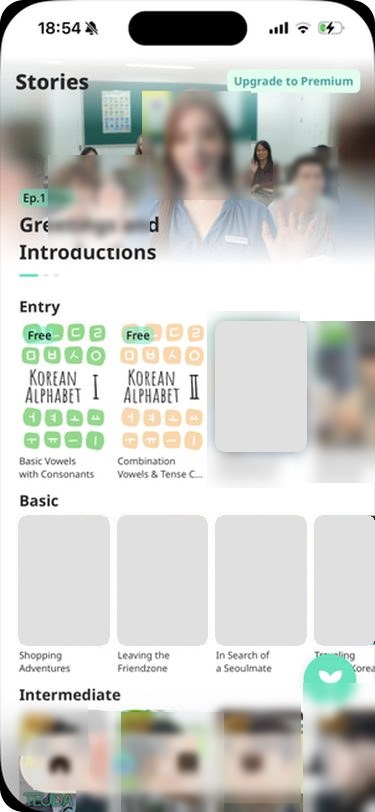 18:54
Stories
Upgrade to Premium
Ep.1
Introductions
Entry
Free
Free
ㅁ ㅂ ㅅ ㅇ
ㅁ ㅂ ㅅ ㅇ
KOREAN
ALPHABET I
KOREAN
ALPHABET II
Basic Vowels
with Consonants
Combination
Vowels & Tense C...
Basic
Shopping
Adventures
Leaving the
Friendzone
In Search of
a Seoulmate
Traveling
Intermediate